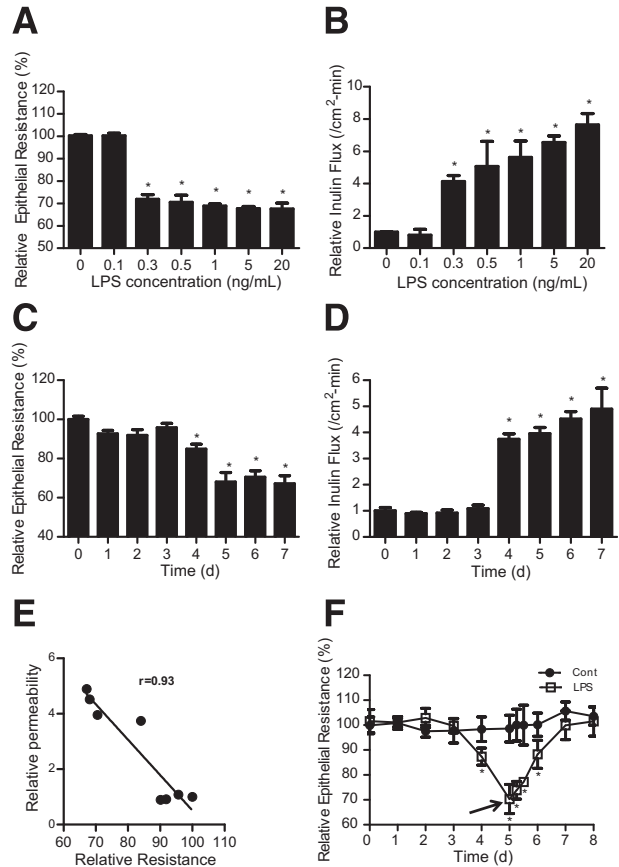 A
Relative Epithelial Resistance (%)
120
110
100
90
80
70
60
50
* * * * *
0 0.1 0.3 0.5 1 5 20
LPS concentration (ng/mL)
B
Relative Inulin Flux (/cm²-min)
10
8
6
4
2
0
* * * * *
0 0.1 0.3 0.5 1 5 20
LPS concentration (ng/mL)
C
Relative Epithelial Resistance (%)
120
100
80
60
40
* * * *
0 1 2 3 4 5 6 7
Time (d)
D
Relative Inulin Flux (/cm²-min)
6
5
4
3
2
1
0
* * * *
0 1 2 3 4 5 6 7
Time (d)
E
Relative permeability
6
4
2
0
r=0.93
60 70 80 90 100 110
Relative Resistance
F
Relative Epithelial Resistance (%)
120
110
100
90
80
70
60
Cont
LPS
* * * * *
0 1 2 3 4 5 6 7 8
Time (d)